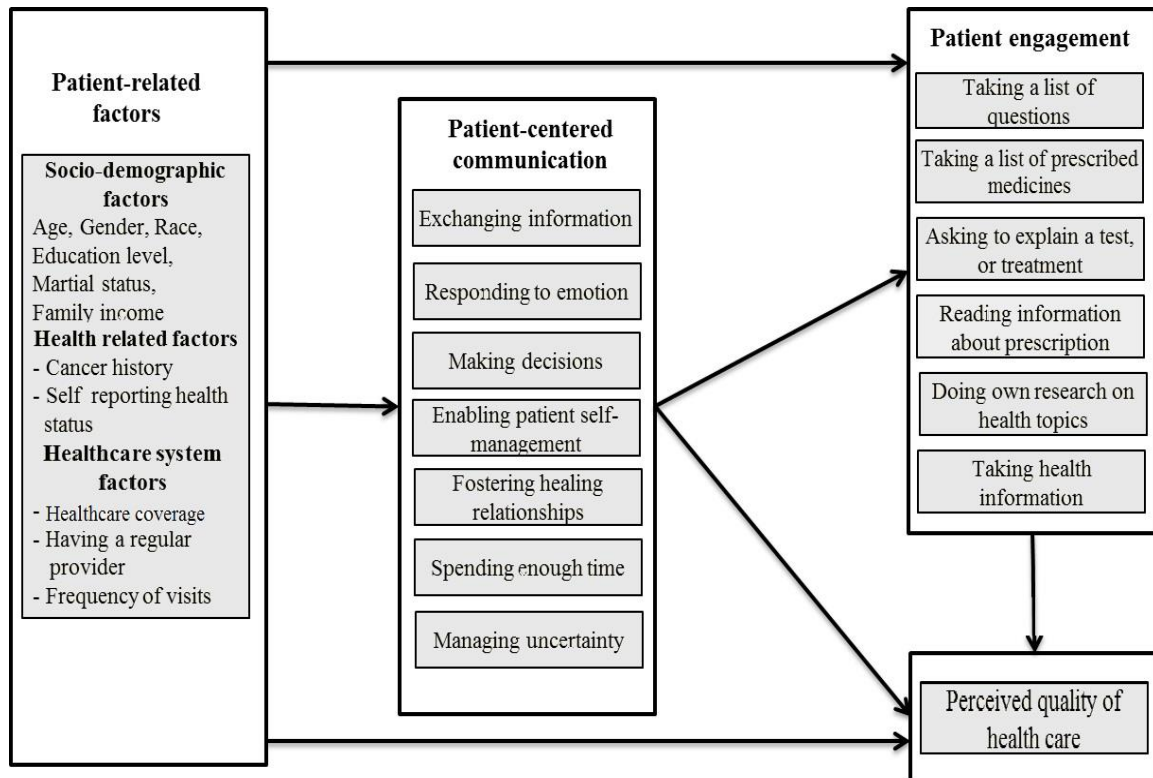 Patient-related
factors
Socio-demographic
factors
Age, Gender, Race,
Education level,
Martial status,
Family income
Health related factors
- Cancer history
- Self reporting health
status
Healthcare system
factors
- Healthcare coverage
- Having a regular
provider
- Frequency of visits
Patient-centered
communication
Exchanging information
Responding to emotion
Making decisions
Enabling patient self-
management
Fostering healing
relationships
Spending enough time
Managing uncertainty
Patient engagement
Taking a list of
questions
Taking a list of prescribed
medicines
Asking to explain a test,
or treatment
Reading information
about prescription
Doing own research on
health topics
Taking health
information
Perceived quality of
health care